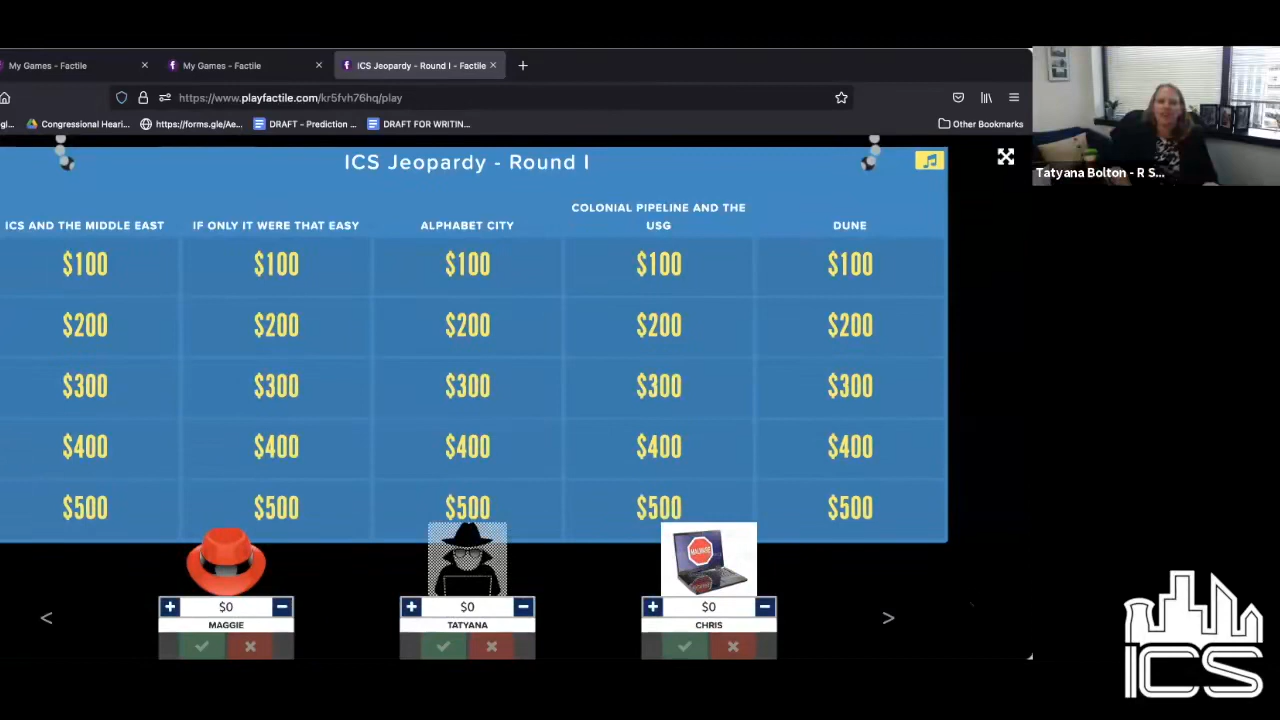 My Games - Factile
My Games - Factile
ICS Jeopardy - Round I - Factile
https://www.playfactile.com/kr5fvh76hq/play
gl...
Congressional Heari...
https://forms.gle/Ae...
DRAFT - Prediction ...
DRAFT FOR WRITIN...
Other Bookmarks
Tatyana Bolton - R S...
ICS Jeopardy - Round I
ICS AND THE MIDDLE EAST
IF ONLY IT WERE THAT EASY
ALPHABET CITY
COLONIAL PIPELINE AND THE
USG
DUNE
$100 $100 $100 $100 $100
$200 $200 $200 $200 $200
$300 $300 $300 $300 $300
$400 $400 $400 $400 $400
$500 $500 $500 $500 $500
MALWARE
+ $0 −
MAGGIE
+ $0 −
TATYANA
+ $0 −
CHRIS
< >
ICS